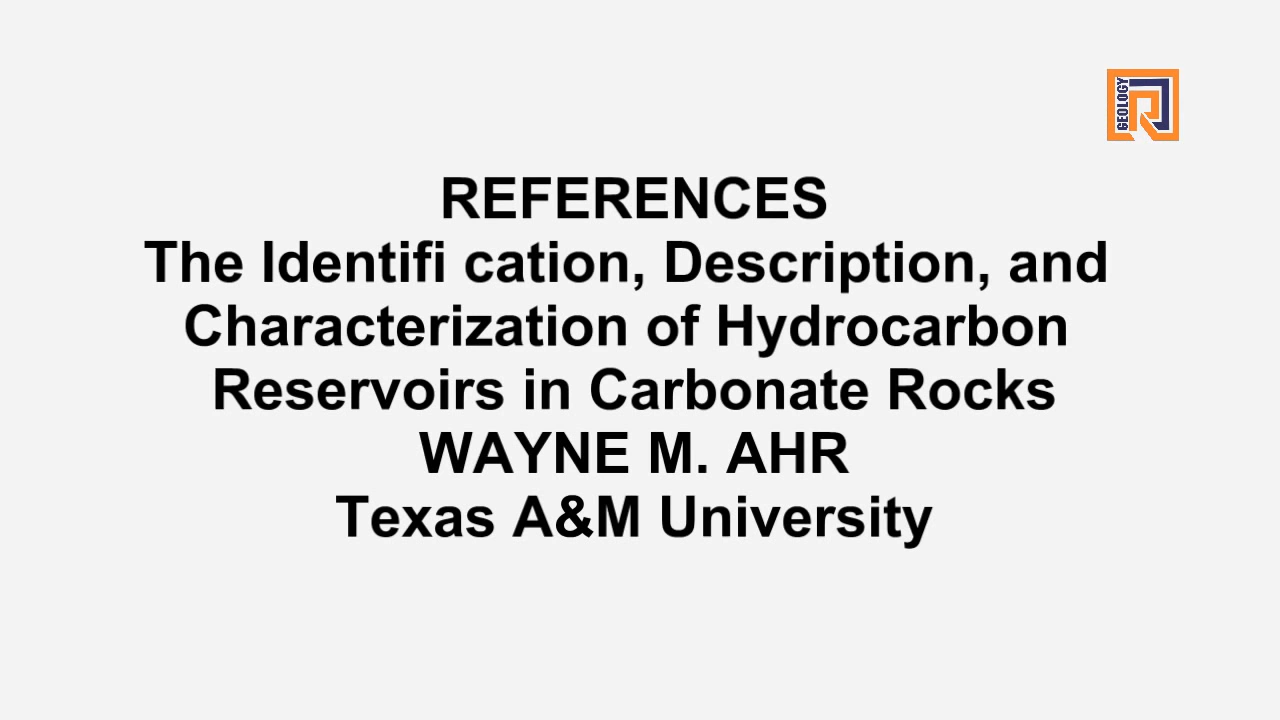 GEOLOGY
REFERENCES
The Identifi cation, Description, and
Characterization of Hydrocarbon
Reservoirs in Carbonate Rocks
WAYNE M. AHR
Texas A&M University